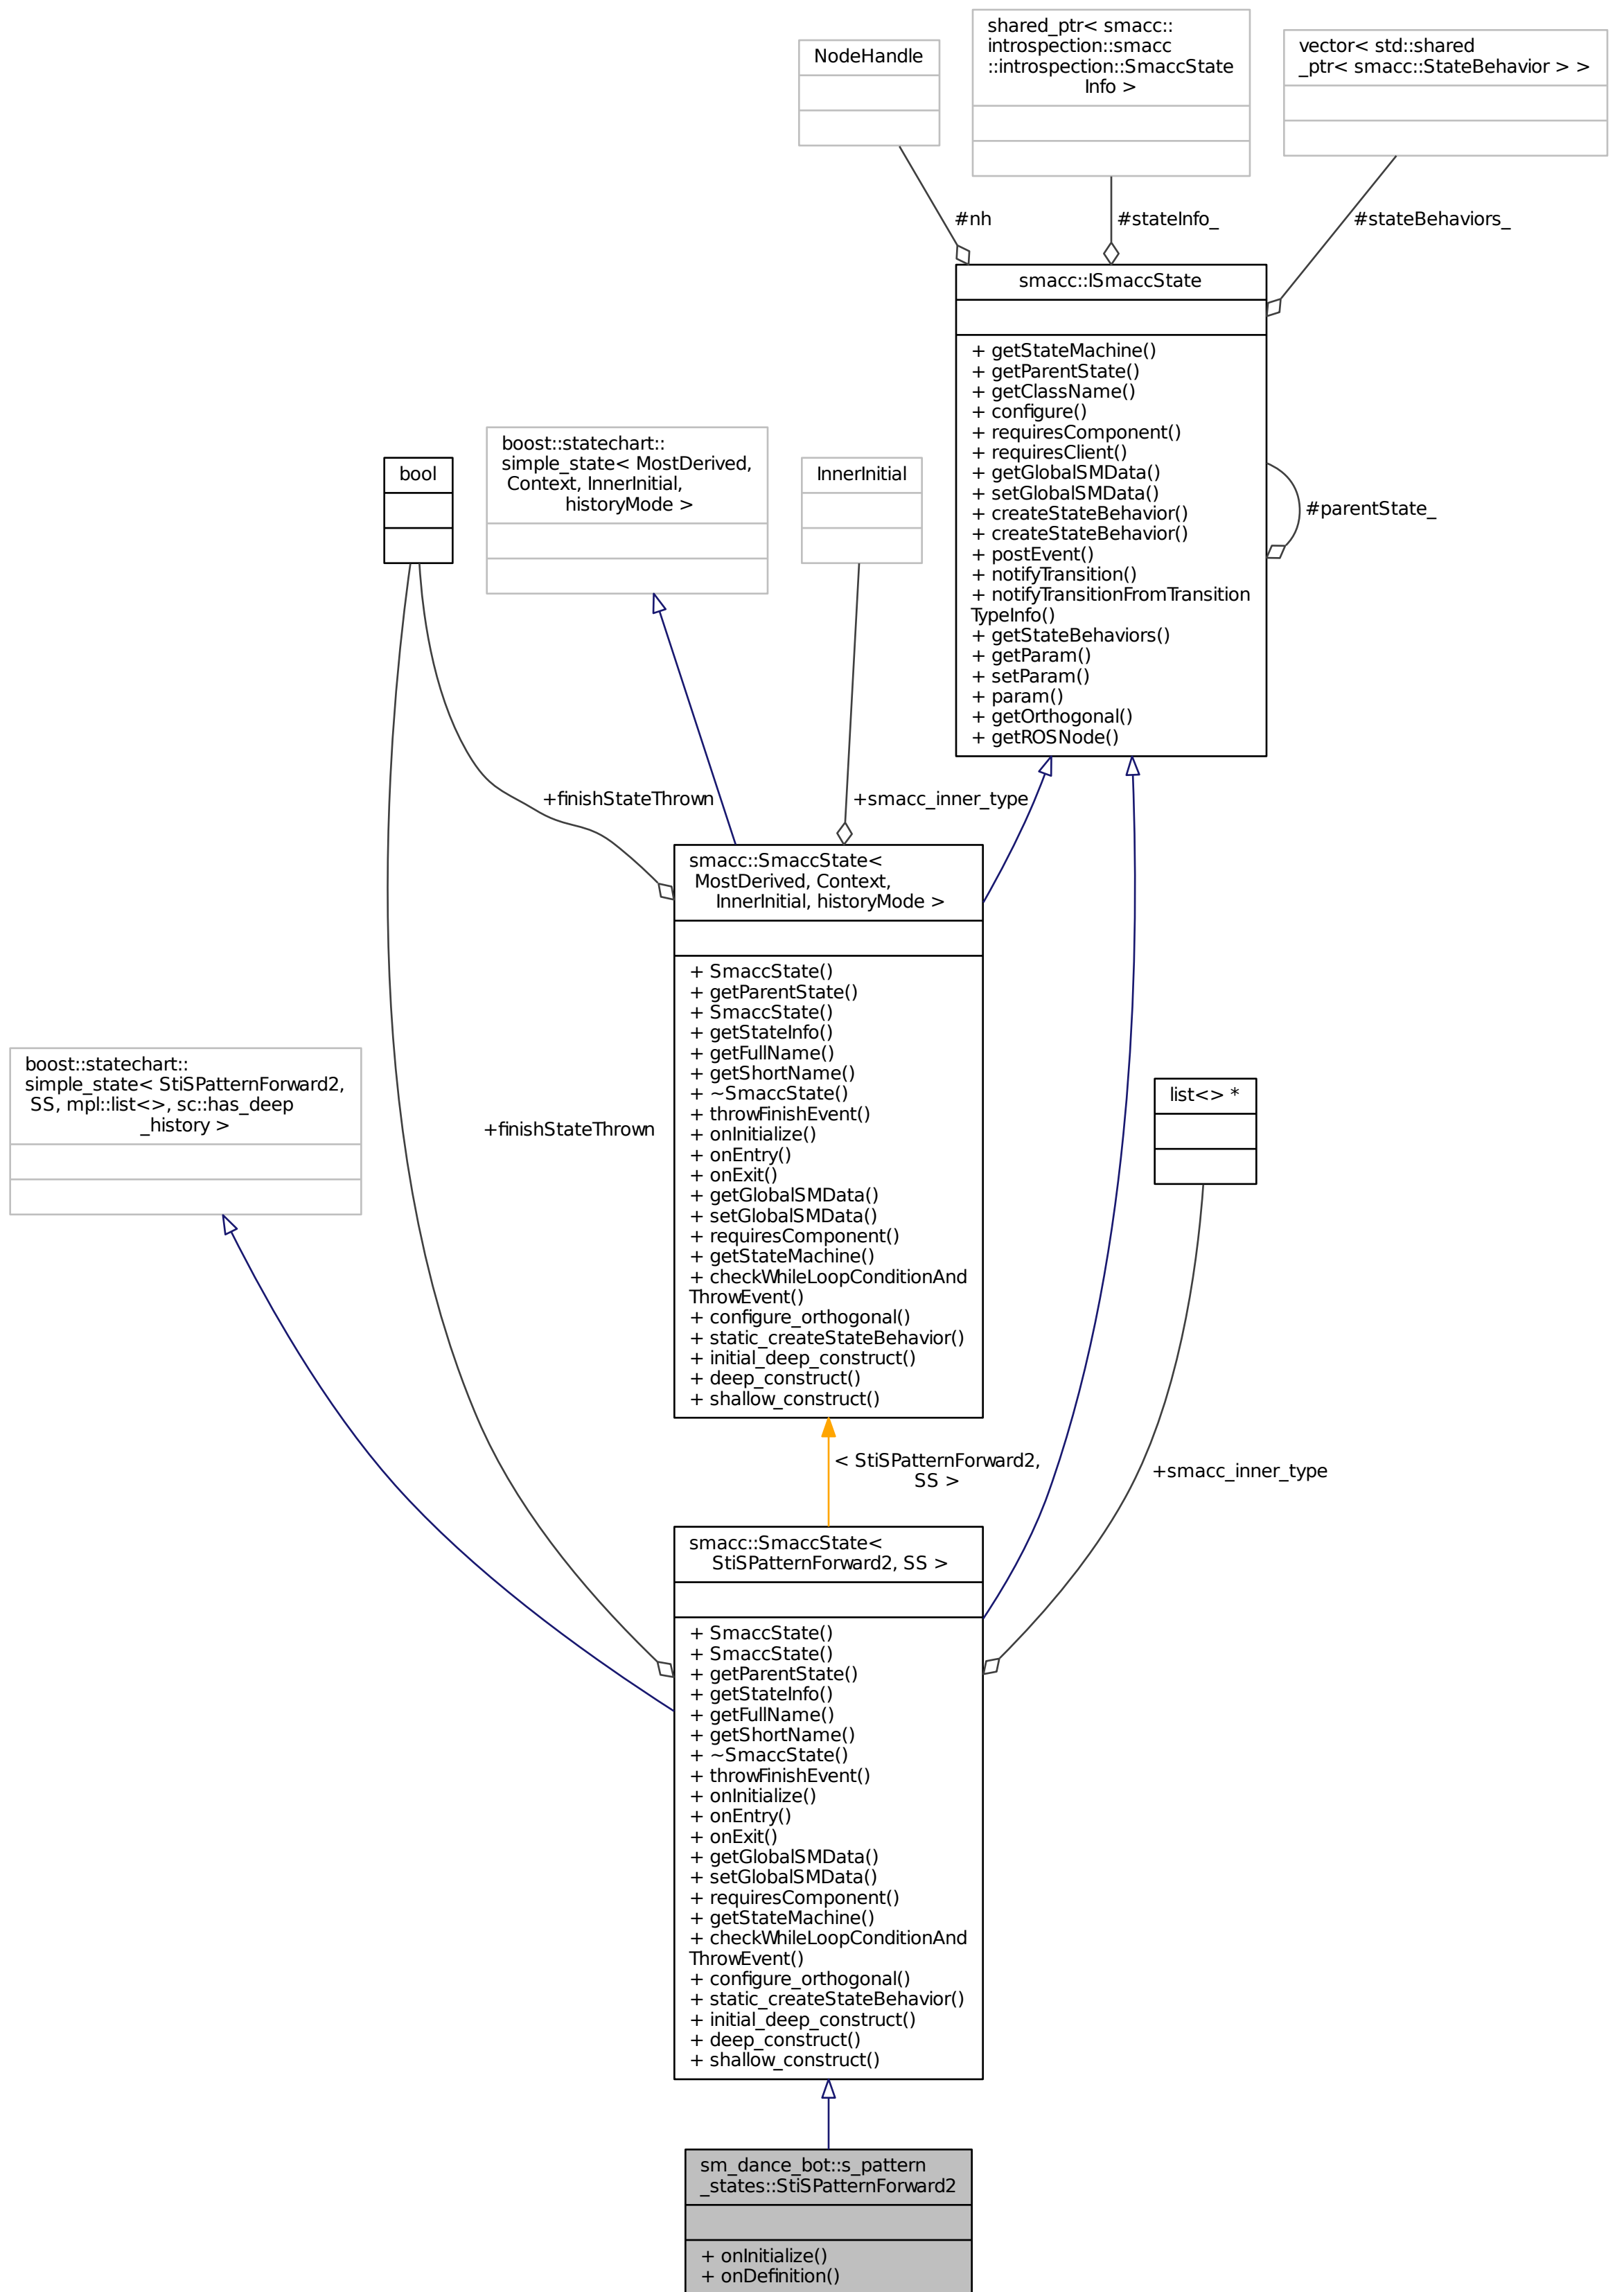 shared_ptr< smacc::
introspection::smacc
::introspection::SmaccState
Info >
NodeHandle
vector< std::shared
_ptr< smacc::StateBehavior > >
#nh
#stateInfo_
#stateBehaviors_
smacc::ISmaccState
+ getStateMachine()
+ getParentState()
+ getClassName()
+ configure()
+ requiresComponent()
+ requiresClient()
+ getGlobalSMData()
+ setGlobalSMData()
+ createStateBehavior()
+ createStateBehavior()
+ postEvent()
+ notifyTransition()
+ notifyTransitionFromTransition
TypeInfo()
+ getStateBehaviors()
+ getParam()
+ setParam()
+ param()
+ getOrthogonal()
+ getROSNode()
#parentState_
bool
boost::statechart::
simple_state< MostDerived,
Context, InnerInitial,
historyMode >
InnerInitial
+finishStateThrown
+smacc_inner_type
smacc::SmaccState<
MostDerived, Context,
InnerInitial, historyMode >
+ SmaccState()
+ getParentState()
+ SmaccState()
+ getStateInfo()
+ getFullName()
+ getShortName()
+ ~SmaccState()
+ throwFinishEvent()
+ onInitialize()
+ onEntry()
+ onExit()
+ getGlobalSMData()
+ setGlobalSMData()
+ requiresComponent()
+ getStateMachine()
+ checkWhileLoopConditionAnd
ThrowEvent()
+ configure_orthogonal()
+ static_createStateBehavior()
+ initial_deep_construct()
+ deep_construct()
+ shallow_construct()
boost::statechart::
simple_state< StiSPatternForward2,
SS, mpl::list<>, sc::has_deep
_history >
+finishStateThrown
list<> *
< StiSPatternForward2,
SS >
+smacc_inner_type
smacc::SmaccState<
StiSPatternForward2, SS >
+ SmaccState()
+ SmaccState()
+ getParentState()
+ getStateInfo()
+ getFullName()
+ getShortName()
+ ~SmaccState()
+ throwFinishEvent()
+ onInitialize()
+ onEntry()
+ onExit()
+ getGlobalSMData()
+ setGlobalSMData()
+ requiresComponent()
+ getStateMachine()
+ checkWhileLoopConditionAnd
ThrowEvent()
+ configure_orthogonal()
+ static_createStateBehavior()
+ initial_deep_construct()
+ deep_construct()
+ shallow_construct()
sm_dance_bot::s_pattern
_states::StiSPatternForward2
+ onInitialize()
+ onDefinition()